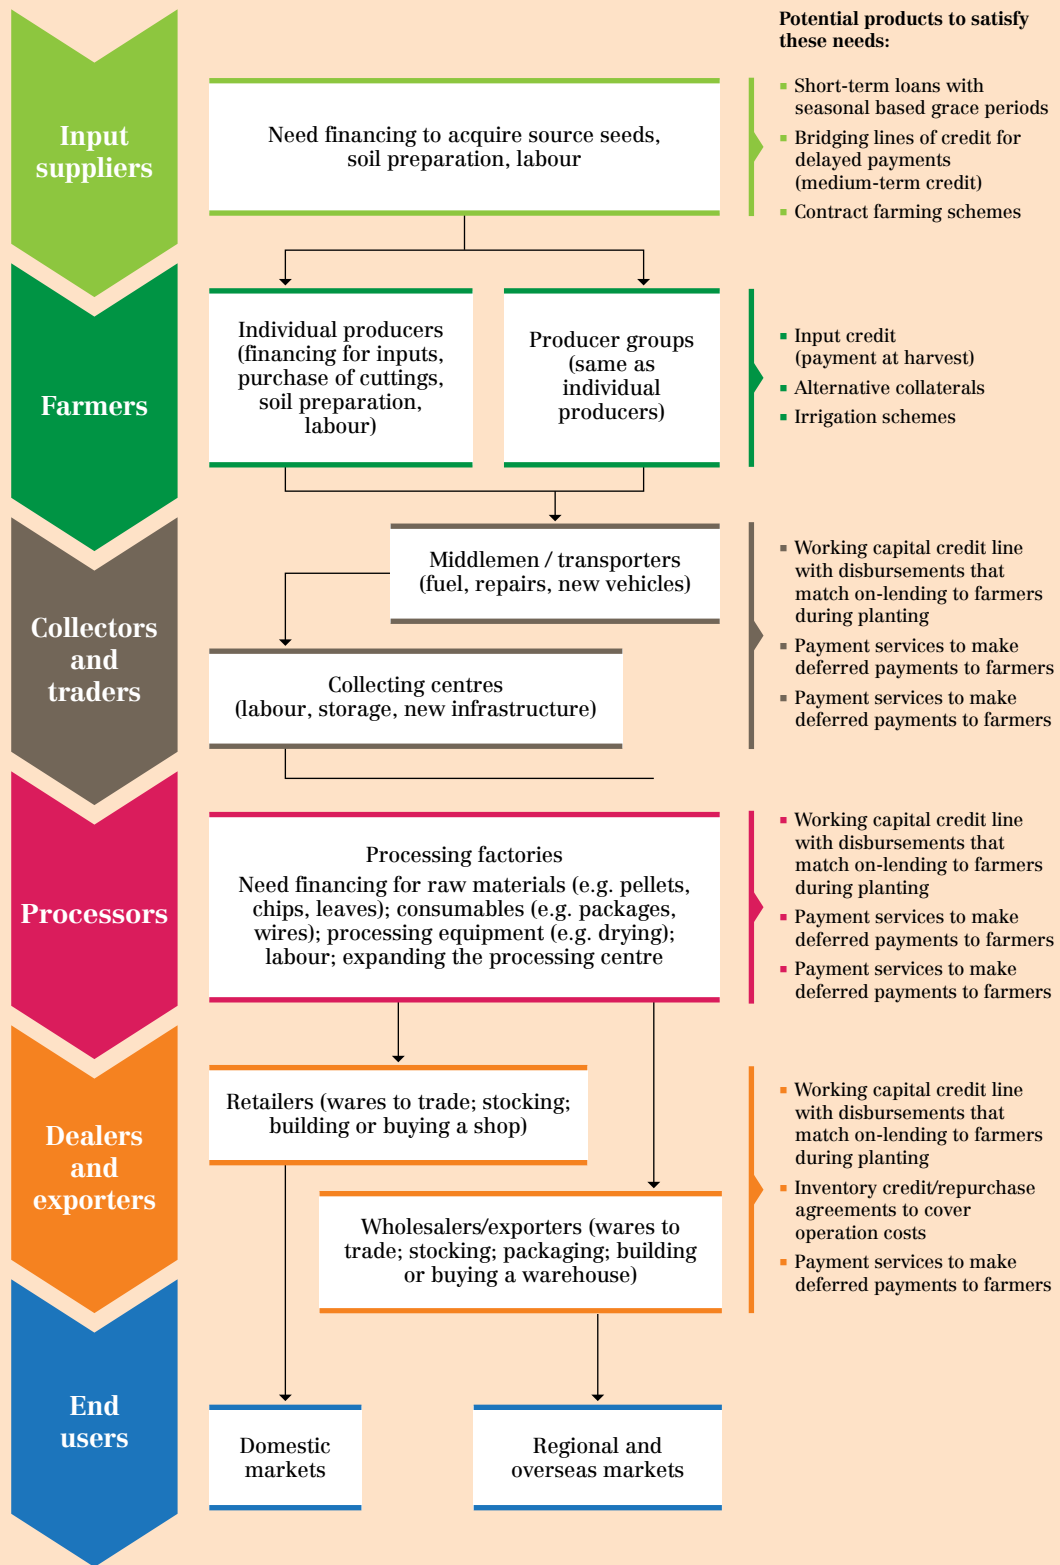 Potential products to satisfy
these needs:
Input
suppliers
Need financing to acquire source seeds,
soil preparation, labour
▪ Short-term loans with
seasonal based grace periods
▪ Bridging lines of credit for
delayed payments
(medium-term credit)
▪ Contract farming schemes
Farmers
Individual producers
(financing for inputs,
purchase of cuttings,
soil preparation,
labour)
Producer groups
(same as
individual
producers)
▪ Input credit
(payment at harvest)
▪ Alternative collaterals
▪ Irrigation schemes
Collectors
and
traders
Middlemen / transporters
(fuel, repairs, new vehicles)
Collecting centres
(labour, storage, new infrastructure)
▪ Working capital credit line
with disbursements that
match on-lending to farmers
during planting
▪ Payment services to make
deferred payments to farmers
▪ Payment services to make
deferred payments to farmers
Processors
Processing factories
Need financing for raw materials (e.g. pellets,
chips, leaves); consumables (e.g. packages,
wires); processing equipment (e.g. drying);
labour; expanding the processing centre
▪ Working capital credit line
with disbursements that
match on-lending to farmers
during planting
▪ Payment services to make
deferred payments to farmers
▪ Payment services to make
deferred payments to farmers
Dealers
and
exporters
Retailers (wares to trade; stocking;
building or buying a shop)
Wholesalers/exporters (wares to
trade; stocking; packaging; building
or buying a warehouse)
▪ Working capital credit line
with disbursements that
match on-lending to farmers
during planting
▪ Inventory credit/repurchase
agreements to cover
operation costs
▪ Payment services to make
deferred payments to farmers
End
users
Domestic
markets
Regional and
overseas markets